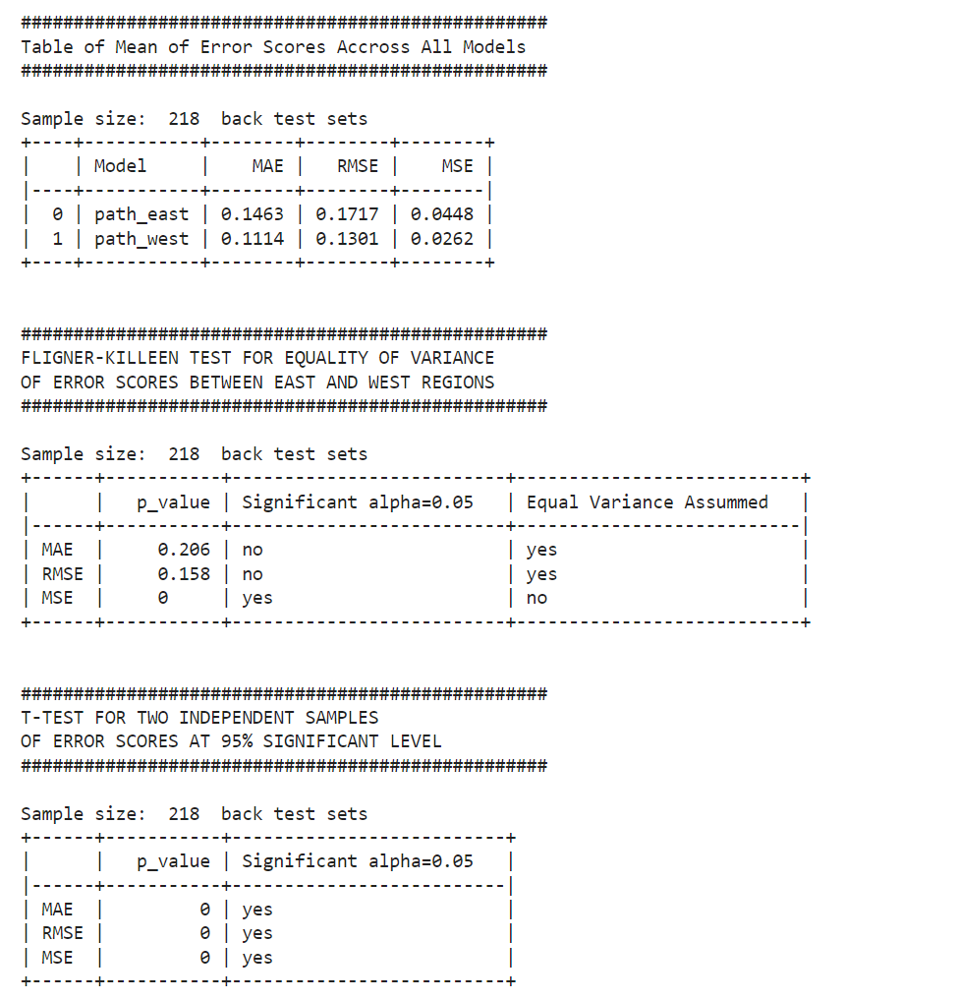 ##################################################
Table of Mean of Error Scores Accross All Models
##################################################
Sample size:  218  back test sets
+----+-----------+--------+--------+--------+
|    | Model     |    MAE |   RMSE |    MSE |
|----+-----------+--------+--------+--------|
|  0 | path_east | 0.1463 | 0.1717 | 0.0448 |
|  1 | path_west | 0.1114 | 0.1301 | 0.0262 |
+----+-----------+--------+--------+--------+
##################################################
FLIGNER-KILLEEN TEST FOR EQUALITY OF VARIANCE
OF ERROR SCORES BETWEEN EAST AND WEST REGIONS
##################################################
Sample size:  218  back test sets
+------+-----------+--------------------------+---------------------------+
|      |   p_value | Significant alpha=0.05   | Equal Variance Assummed   |
|------+-----------+--------------------------+---------------------------|
| MAE  |     0.206 | no                       | yes                       |
| RMSE |     0.158 | no                       | yes                       |
| MSE  |     0     | yes                      | no                        |
+------+-----------+--------------------------+---------------------------+
##################################################
T-TEST FOR TWO INDEPENDENT SAMPLES
OF ERROR SCORES AT 95% SIGNIFICANT LEVEL
##################################################
Sample size:  218  back test sets
+------+-----------+--------------------------+
|      |   p_value | Significant alpha=0.05   |
|------+-----------+--------------------------|
| MAE  |         0 | yes                      |
| RMSE |         0 | yes                      |
| MSE  |         0 | yes                      |
+------+-----------+--------------------------+